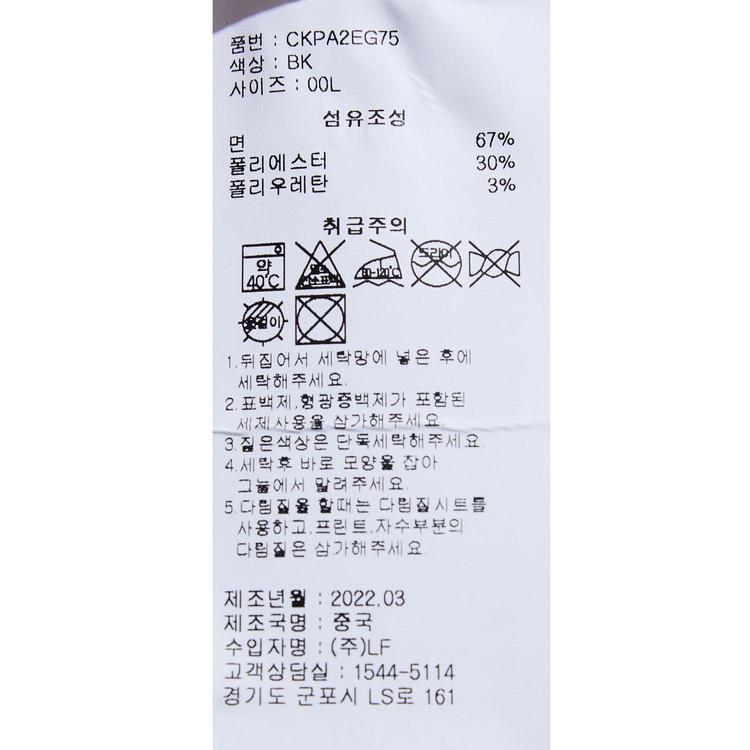 품번 : CKPA2EG75
색상 : BK
사이즈 : 00L
섬유조성
면 67%
폴리에스터 30%
폴리우레탄 3%
취급주의
약 40℃ 80-120℃ 드라이
옷걸이
1.뒤집어서 세탁망에 넣은 후에
세탁해주세요.
2.표백제,형광증백제가 포함된
세제사용을 삼가해주세요.
3.짙은색상은 단독세탁해주세요.
4.세탁후 바로 모양을 잡아
그늘에서 말려주세요.
5.다림질을 할때는 다림질시트를
사용하고,프린트,자수부분의
다림질은 삼가해주세요.
제조년월 : 2022.03
제조국명 : 중국
수입자명 : (주)LF
고객상담실 : 1544-5114
경기도 군포시 LS로 161